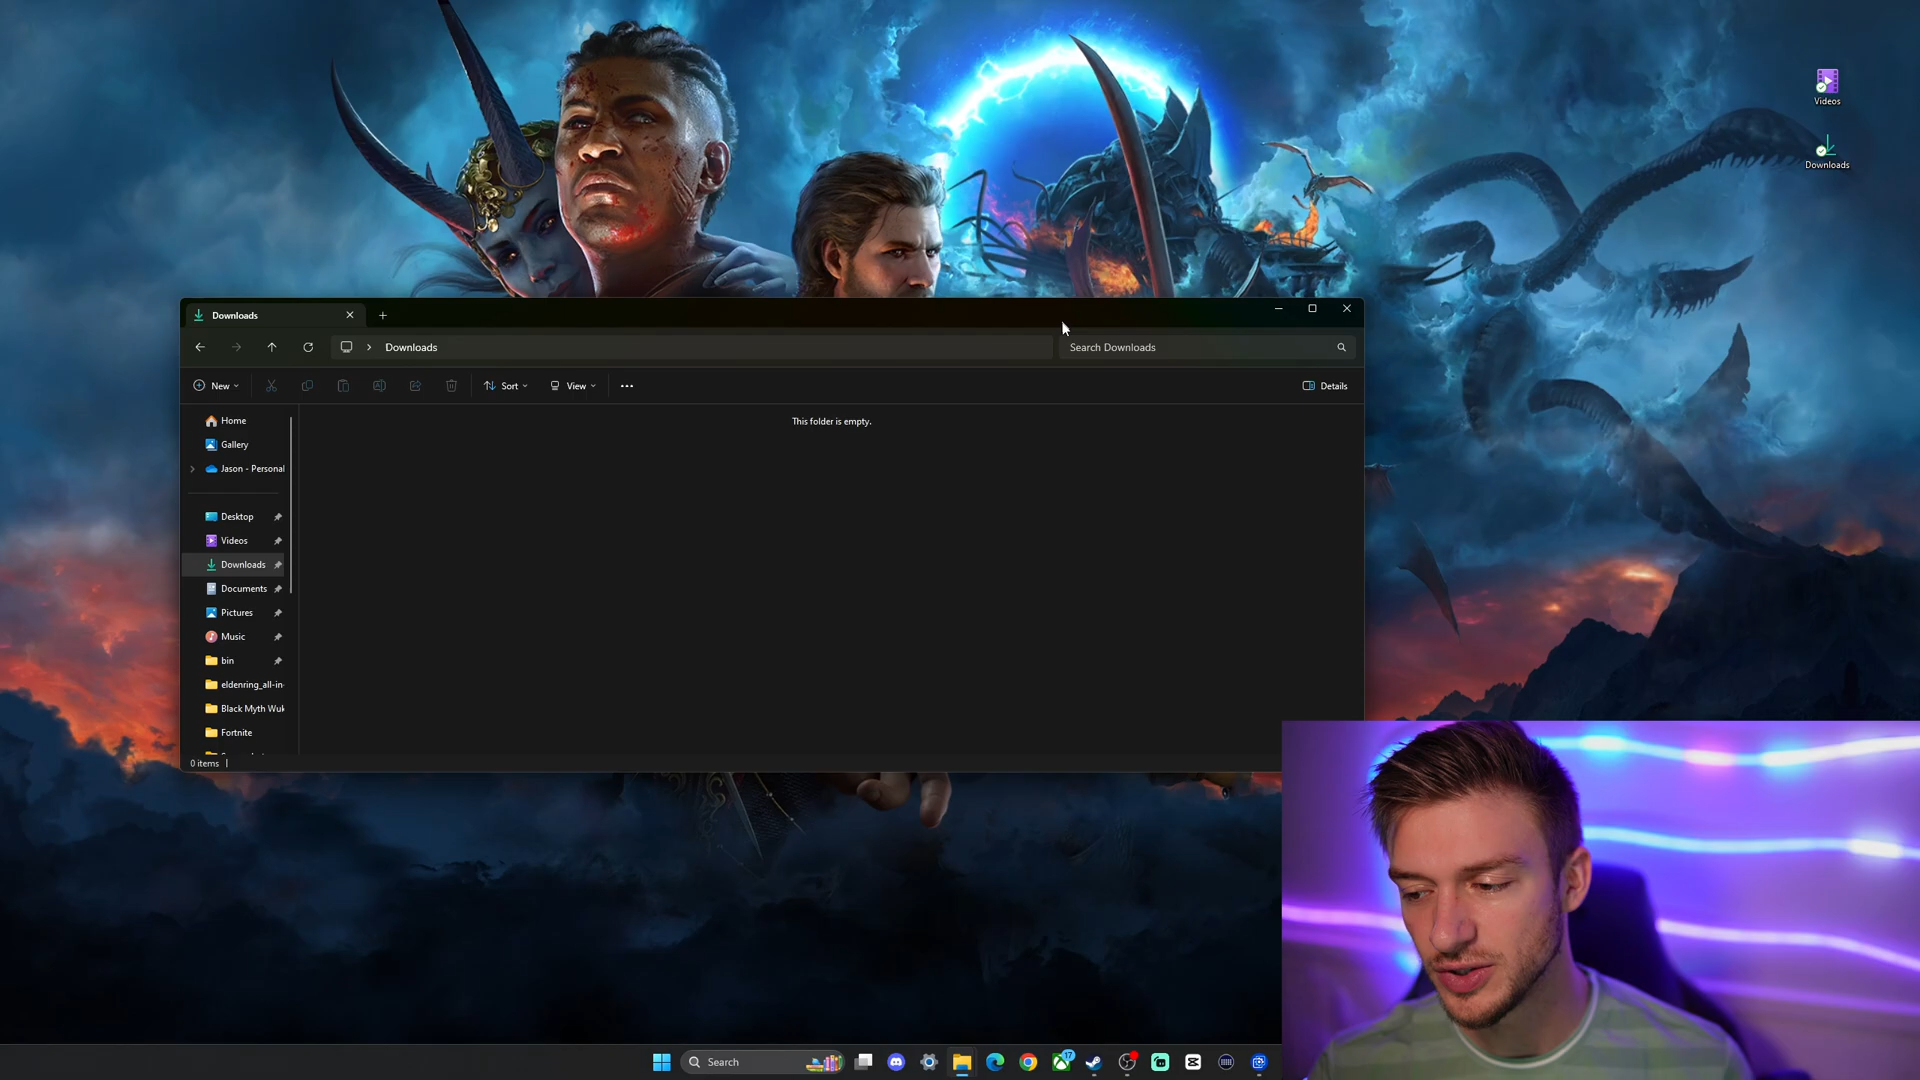 Videos
Downloads
Downloads
Downloads
Search Downloads
New
Sort
View
Details
Home
Gallery
Jason - Personal
This folder is empty.
Desktop
Videos
Downloads
Documents
Pictures
Music
bin
eldenring_all-in-
Black Myth Wuk
Fortnite
0 items
Search
17